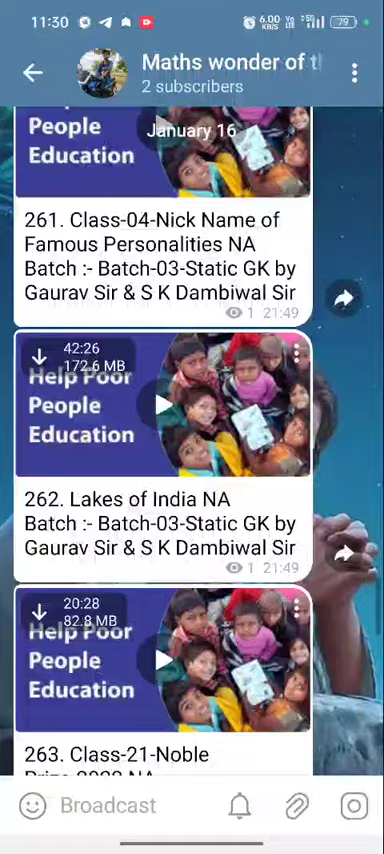 11:30
6.00
KB/S
79
Maths wonder of t
2 subscribers
January 16
People
Education
261. Class-04-Nick Name of
Famous Personalities NA
Batch :- Batch-03-Static GK by
Gaurav Sir & S K Dambiwal Sir
1 21:49
42:26
172.6 MB
Help Poor
People
Education
262. Lakes of India NA
Batch :- Batch-03-Static GK by
Gaurav Sir & S K Dambiwal Sir
1 21:49
20:28
82.8 MB
Help Poor
People
Education
263. Class-21-Noble
Broadcast